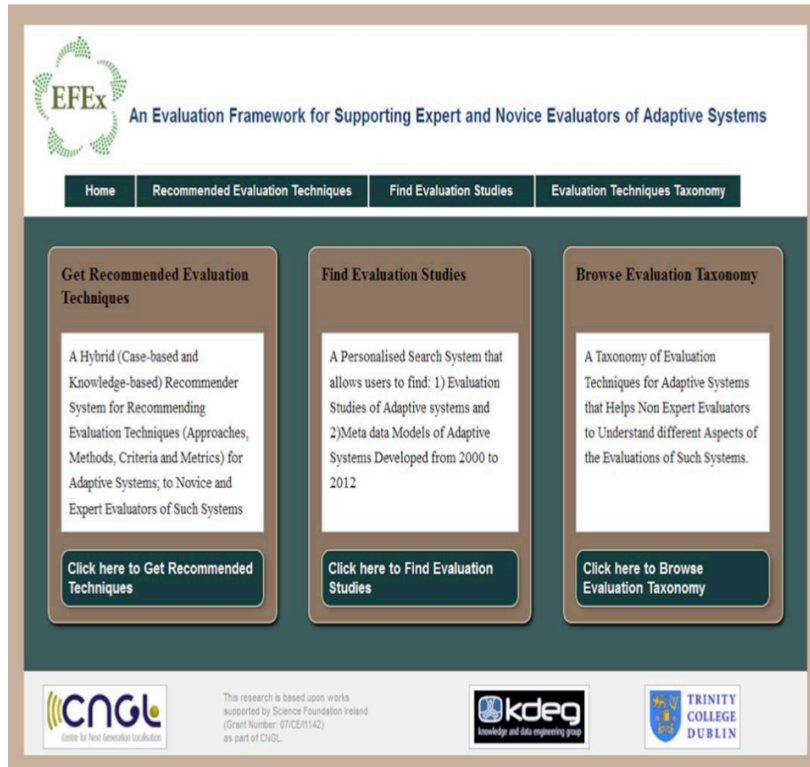 EFEx
An Evaluation Framework for Supporting Expert and Novice Evaluators of Adaptive Systems
Home
Recommended Evaluation Techniques
Find Evaluation Studies
Evaluation Techniques Taxonomy
Get Recommended Evaluation
Techniques
A Hybrid (Case-based and
Knowledge-based) Recommender
System for Recommending
Evaluation Techniques (Approaches,
Methods, Criteria and Metrics) for
Adaptive Systems; to Novice and
Expert Evaluators of Such Systems
Click here to Get Recommended
Techniques
Find Evaluation Studies
A Personalised Search System that
allows users to find: 1) Evaluation
Studies of Adaptive systems and
2)Meta data Models of Adaptive
Systems Developed from 2000 to
2012
Click here to Find Evaluation
Studies
Browse Evaluation Taxonomy
A Taxonomy of Evaluation
Techniques for Adaptive Systems
that Helps Non Expert Evaluators
to Understand different Aspects of
the Evaluations of Such Systems.
Click here to Browse
Evaluation Taxonomy
CNGL
Centre for Next Generation Localisation
This research is based upon works
supported by Science Foundation Ireland
(Grant Number: 07/CE/I1142)
as part of CNGL.
kdeg
knowledge and data engineering group
TRINITY
COLLEGE
DUBLIN